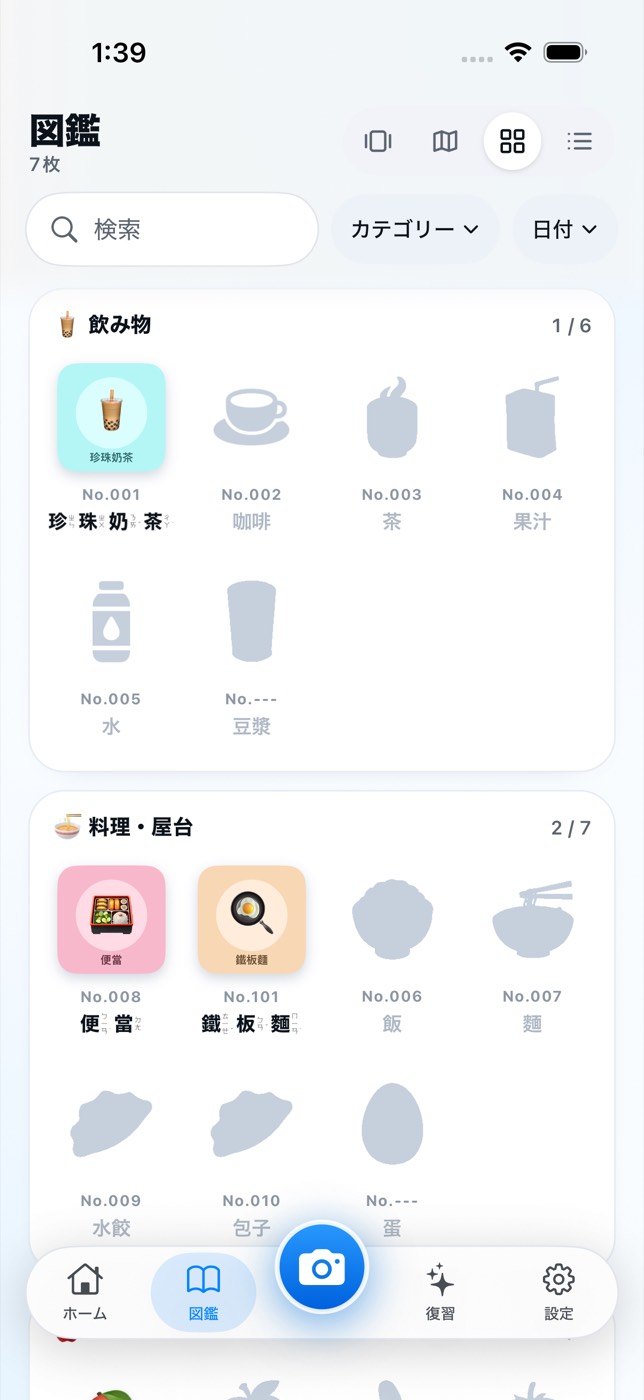 1:39
図鑑
7枚
検索
カテゴリー
日付
飲み物
1 / 6
珍珠奶茶
No.001
No.002
No.003
No.004
珍珠奶茶
咖啡
茶
果汁
No.005
No.---
水
豆漿
料理・屋台
2 / 7
便當
鐵板麵
No.008
No.101
No.006
No.007
便當
鐵板麵
飯
麵
No.009
No.010
No.---
水餃
包子
蛋
ホーム
図鑑
復習
設定